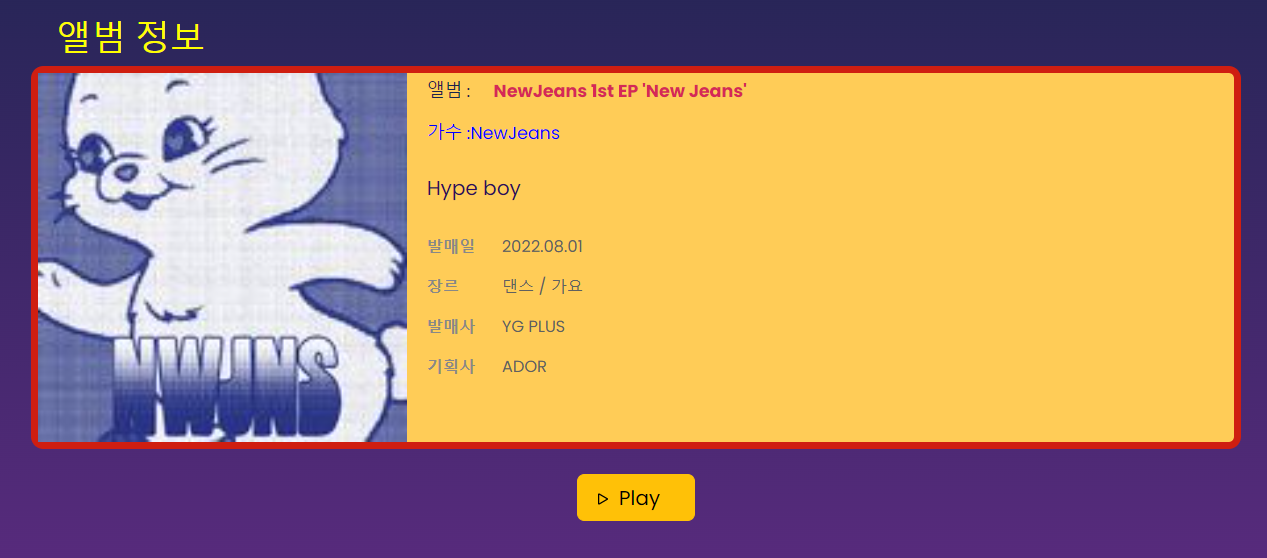 앨범 정보
앨범 : NewJeans 1st EP 'New Jeans'
가수 :NewJeans
Hype boy
발매일 2022.08.01
장르 댄스 / 가요
발매사 YG PLUS
기획사 ADOR
NWJNS
Play